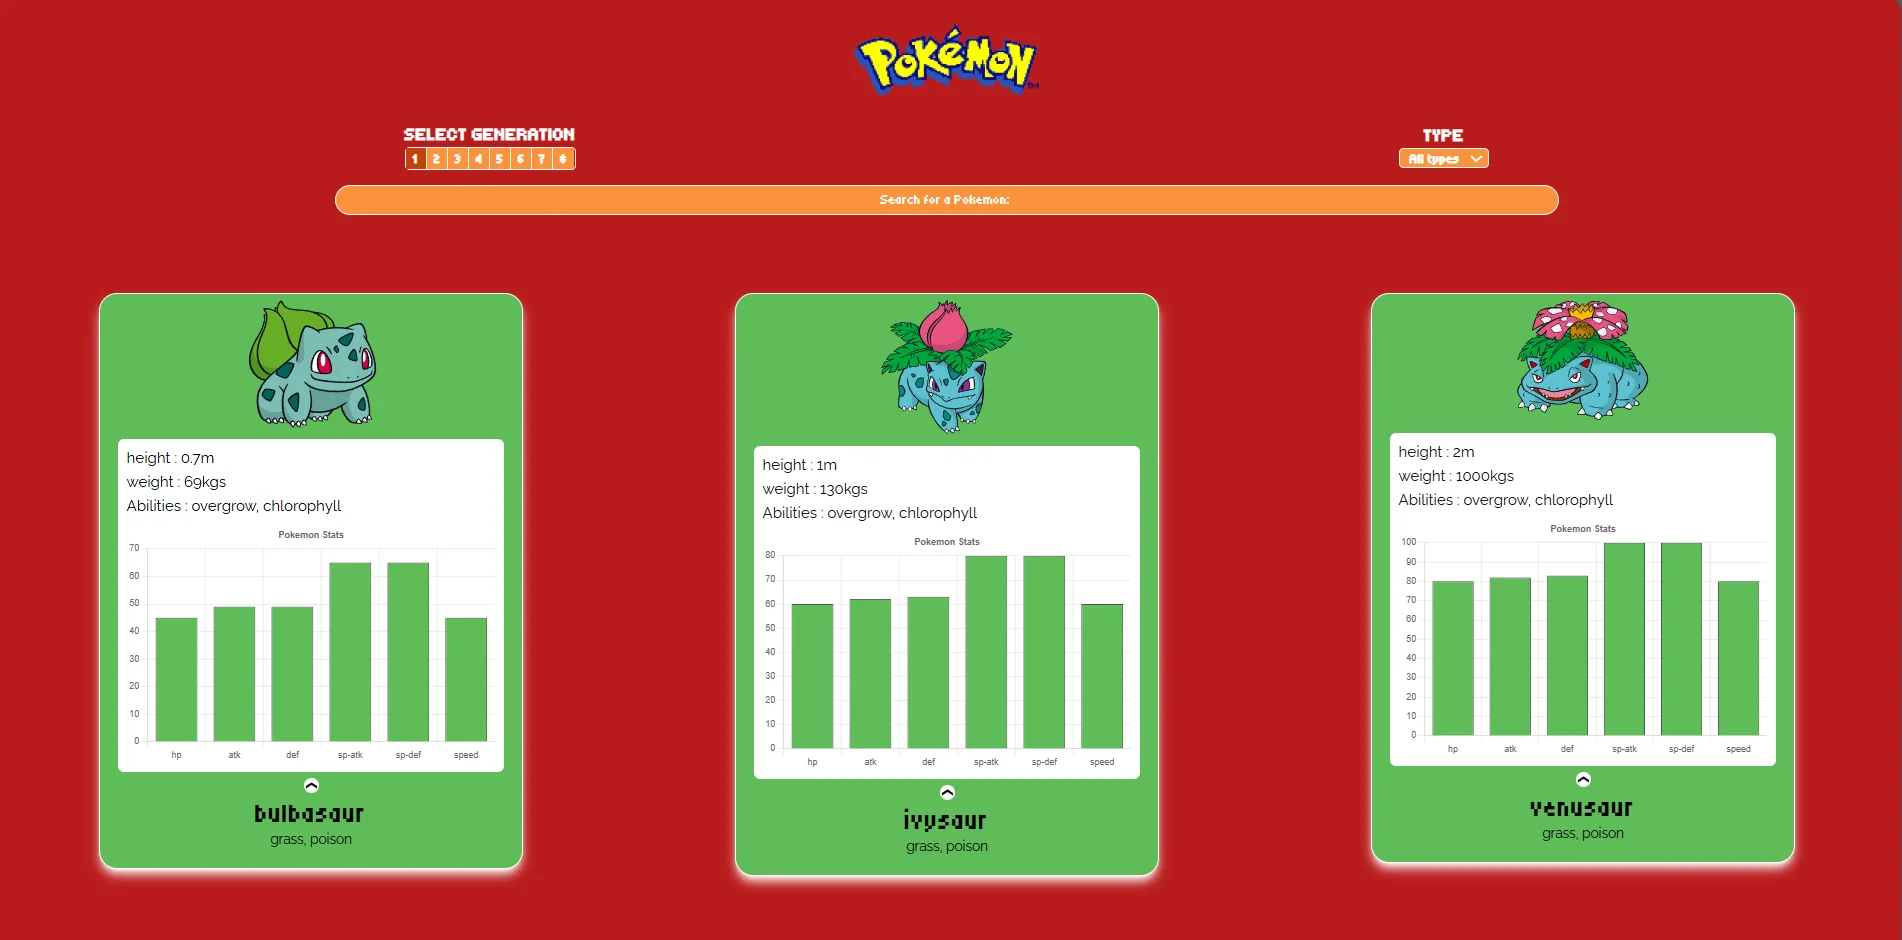 POKéMON
TM
SELECT GENERATION
1 2 3 4 5 6 7 8
TYPE
All types
Search for a Pokemon:
height : 0.7m
weight : 69kgs
Abilities : overgrow, chlorophyll
Pokemon Stats
70
60
50
40
30
20
10
0
hp atk def sp-atk sp-def speed
bulbasaur
grass, poison
height : 1m
weight : 130kgs
Abilities : overgrow, chlorophyll
Pokemon Stats
80
70
60
50
40
30
20
10
0
hp atk def sp-atk sp-def speed
ivysaur
grass, poison
height : 2m
weight : 1000kgs
Abilities : overgrow, chlorophyll
Pokemon Stats
100
90
80
70
60
50
40
30
20
10
0
hp atk def sp-atk sp-def speed
venusaur
grass, poison